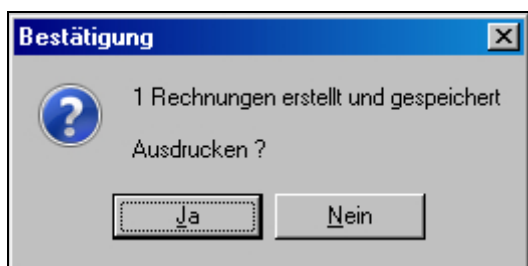 Bestätigung
1 Rechnungen erstellt und gespeichert
Ausdrucken ?
Ja
Nein